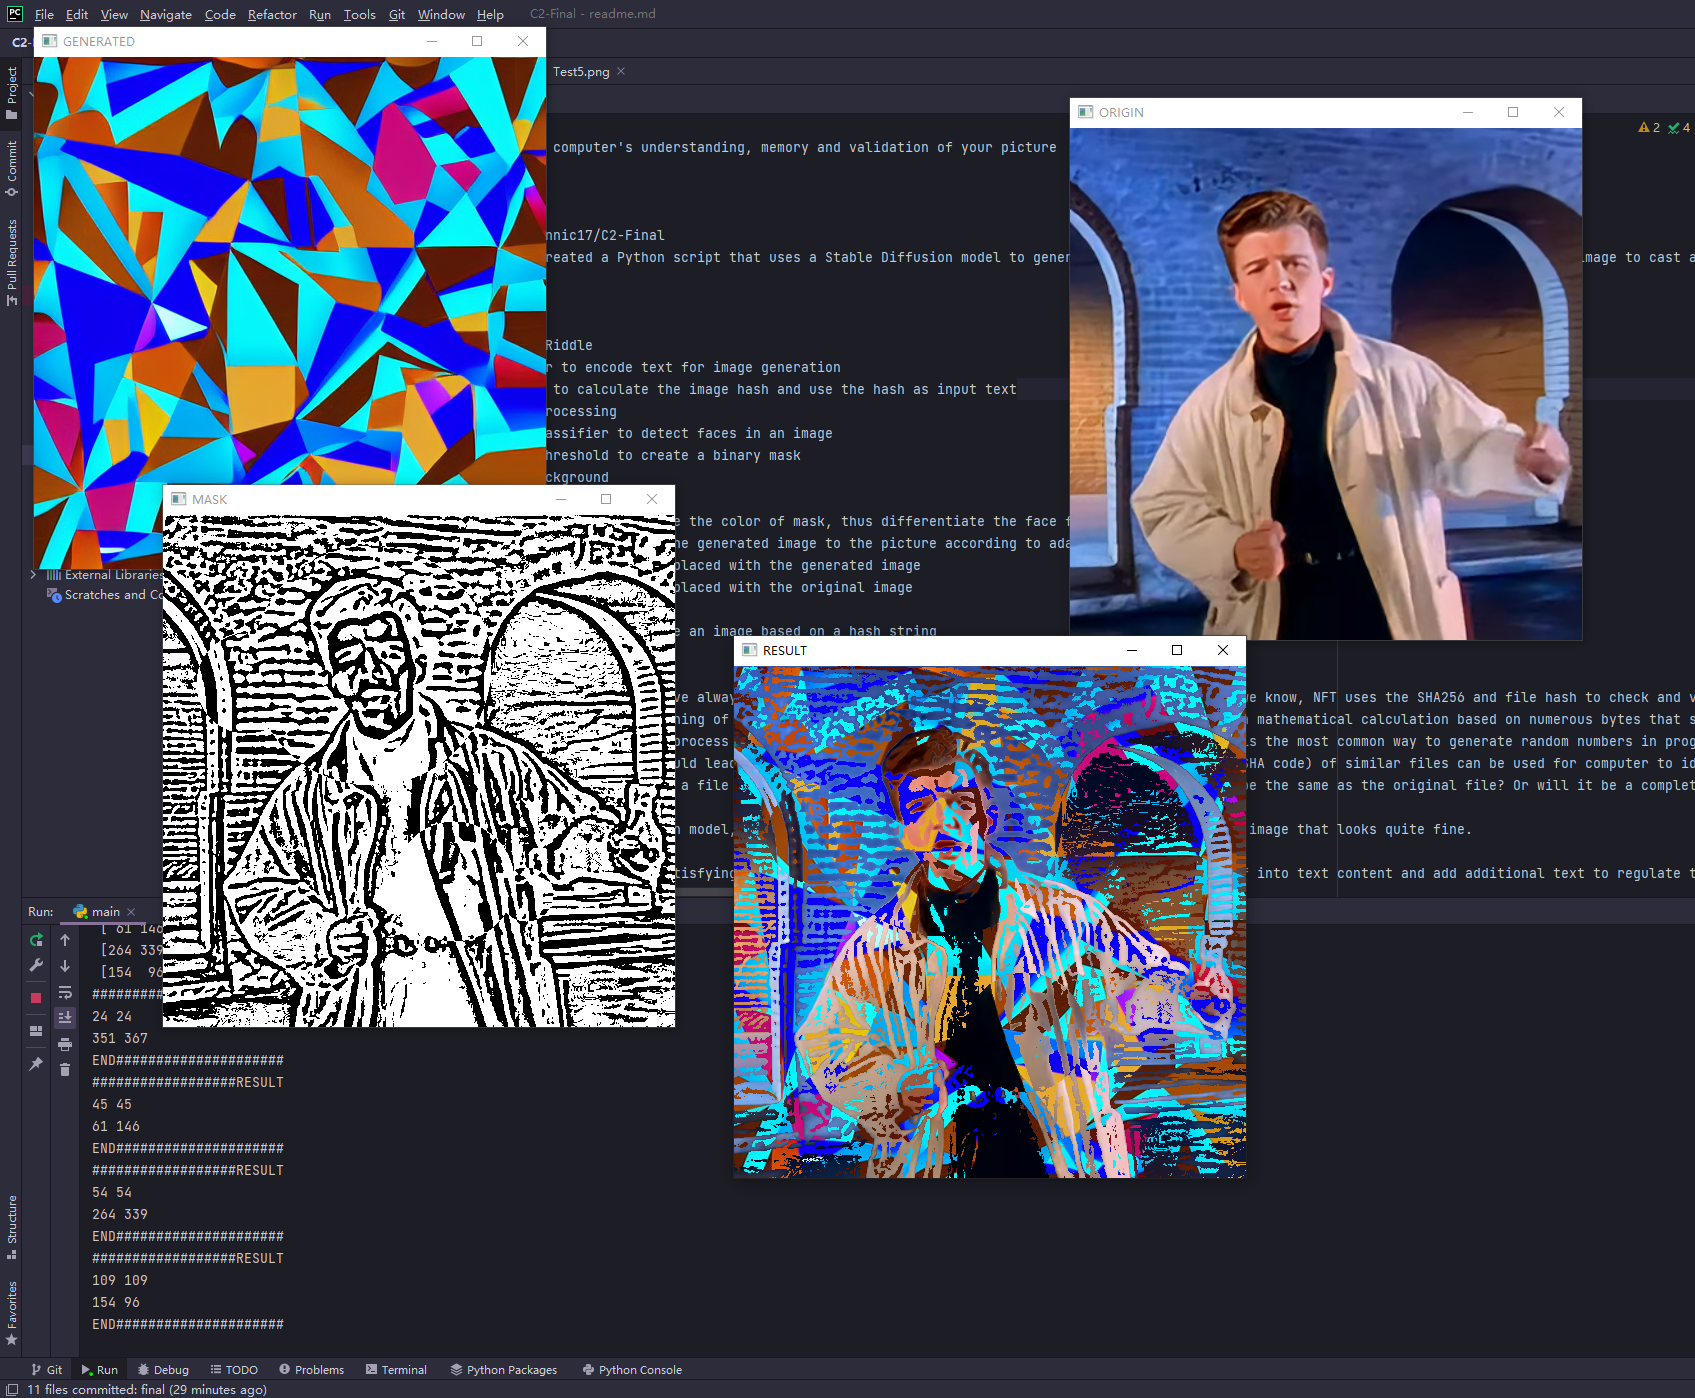 PC File Edit View Navigate Code Refactor Run Tools Git Window Help C2-Final - readme.md
C2-
GENERATED
Test5.png
ORIGIN
2 4
Project
Commit
Pull Requests
computer's understanding, memory and validation of your picture
nnic17/C2-Final
reated a Python script that uses a Stable Diffusion model to gener
mage to cast a
Riddle
r to encode text for image generation
to calculate the image hash and use the hash as input text
rocessing
assifier to detect faces in an image
hreshold to create a binary mask
ckground
MASK
e the color of mask, thus differentiate the face f
he generated image to the picture according to ada
placed with the generated image
placed with the original image
External Libraries
Scratches and Co
e an image based on a hash string
RESULT
ve alway we know, NFT uses the SHA256 and file hash to check and v
ning of mathematical calculation based on numerous bytes that s
process is the most common way to generate random numbers in prog
uld lead SHA code) of similar files can be used for computer to id
a file be the same as the original file? Or will it be a complet
n model, image that looks quite fine.
tisfying into text content and add additional text to regulate t
Run: main
[ 61 146
[264 339
[154 96
#########
24 24
351 367
END#####################
##################RESULT
45 45
61 146
END#####################
##################RESULT
54 54
264 339
END#####################
##################RESULT
109 109
154 96
END#####################
Structure
Favorites
Git Run Debug TODO Problems Terminal Python Packages Python Console
11 files committed: final (29 minutes ago)